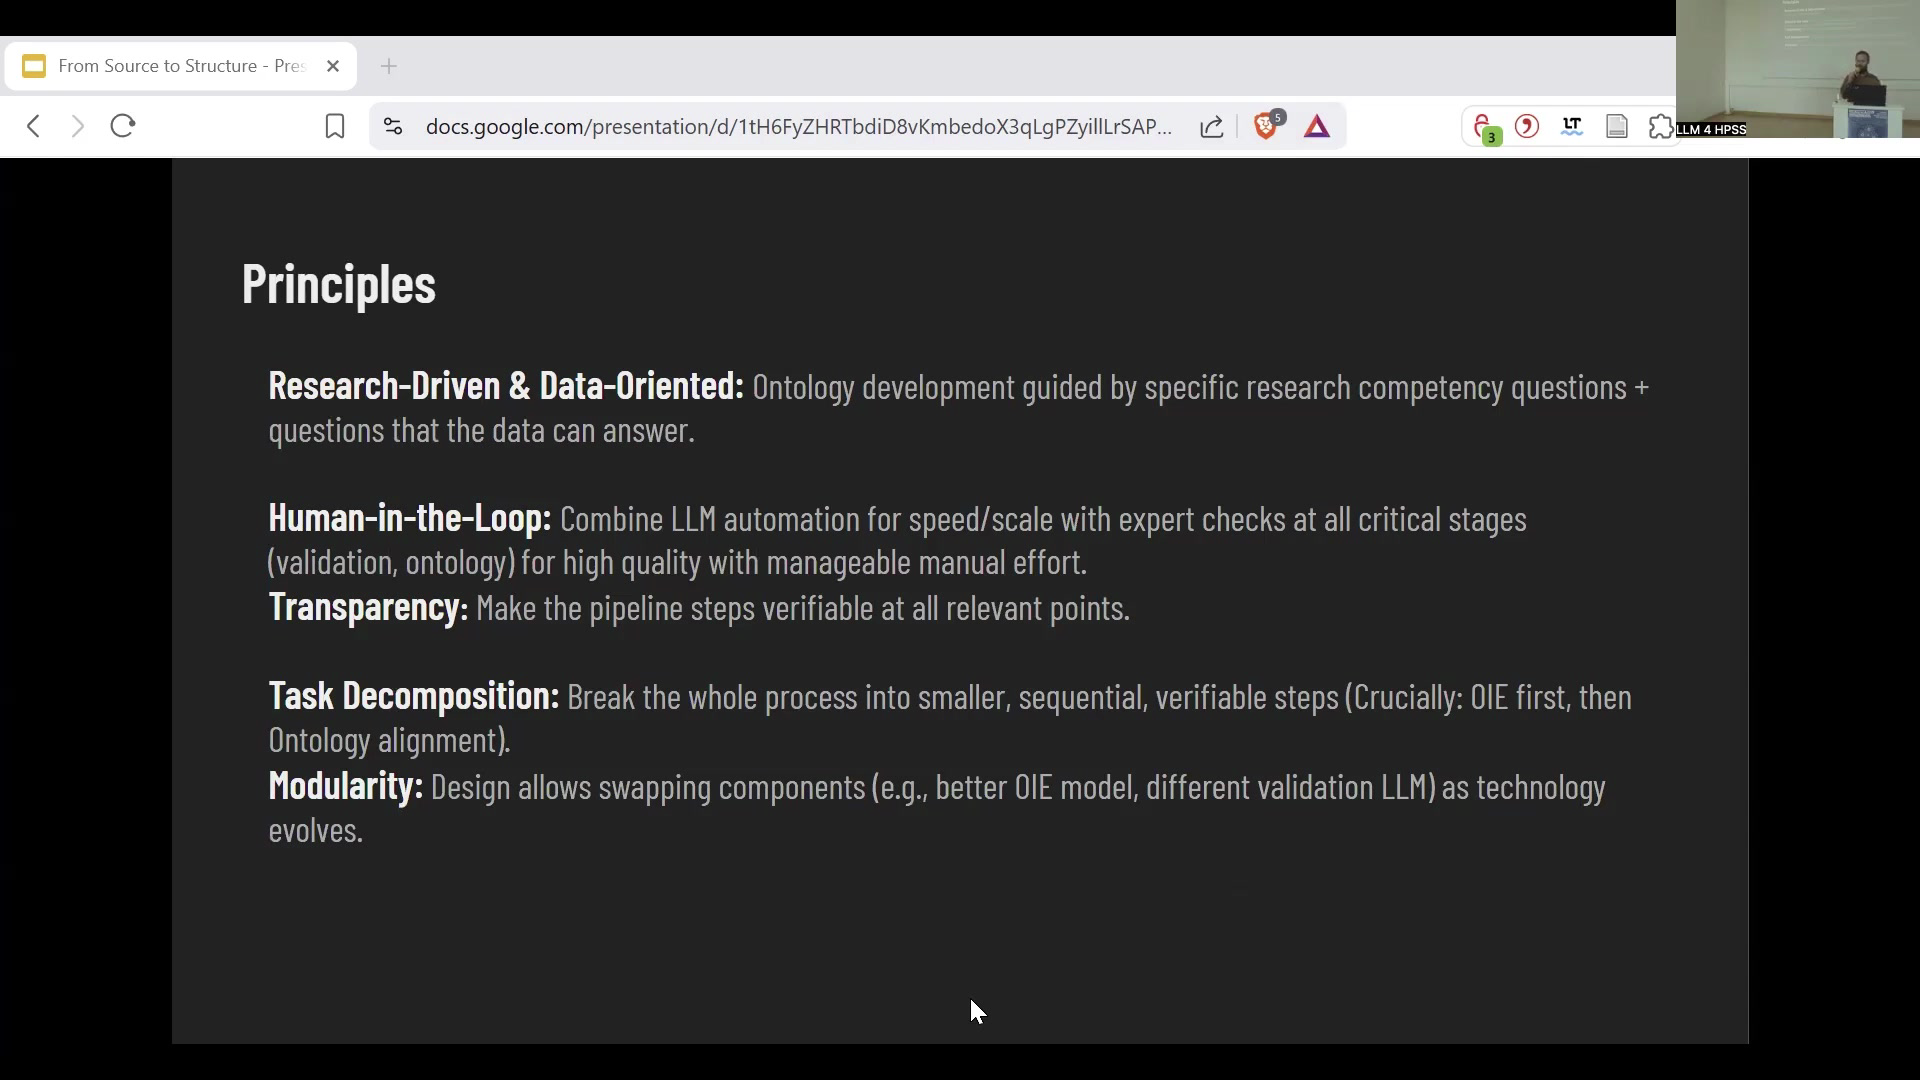 From Source to Structure - Pres
docs.google.com/presentation/d/1tH6FyZHRTbdiD8vKmbedoX3qLgPZyillLrSAP...
5
3
LT
LLM 4 HPSS
Principles
Research-Driven & Data-Oriented: Ontology development guided by specific research competency questions +
questions that the data can answer.
Human-in-the-Loop: Combine LLM automation for speed/scale with expert checks at all critical stages
(validation, ontology) for high quality with manageable manual effort.
Transparency: Make the pipeline steps verifiable at all relevant points.
Task Decomposition: Break the whole process into smaller, sequential, verifiable steps (Crucially: OIE first, then
Ontology alignment).
Modularity: Design allows swapping components (e.g., better OIE model, different validation LLM) as technology
evolves.